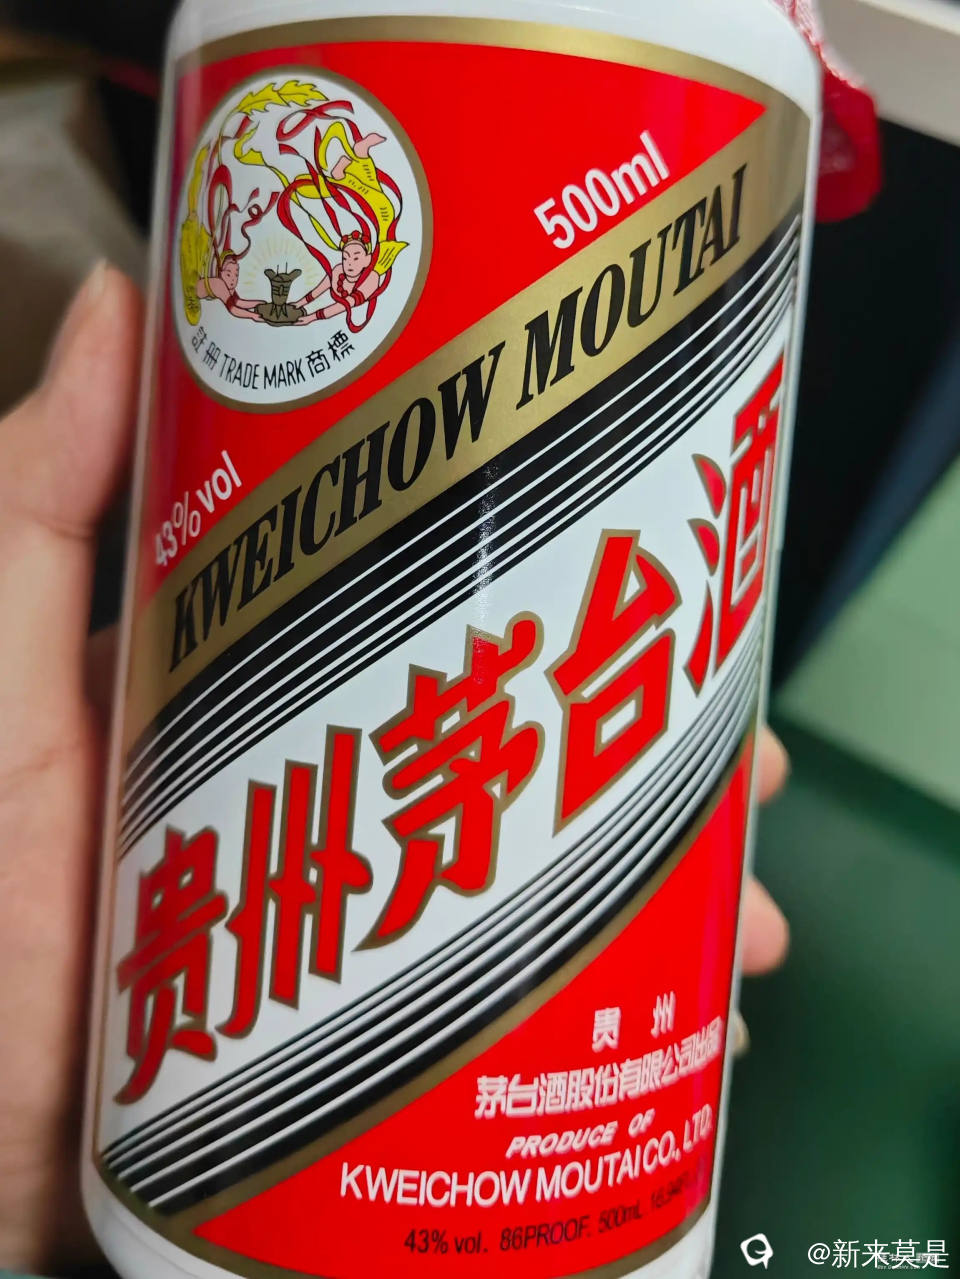 註册 TRADE MARK 商標
500ml
43%vol
KWEICHOW MOUTAI
贵州茅台酒
贵州
茅台酒股份有限公司出品
PRODUCE OF
KWEICHOW MOUTAI CO., LTD.
43% vol. 86PROOF. 500mL.
@新来莫是